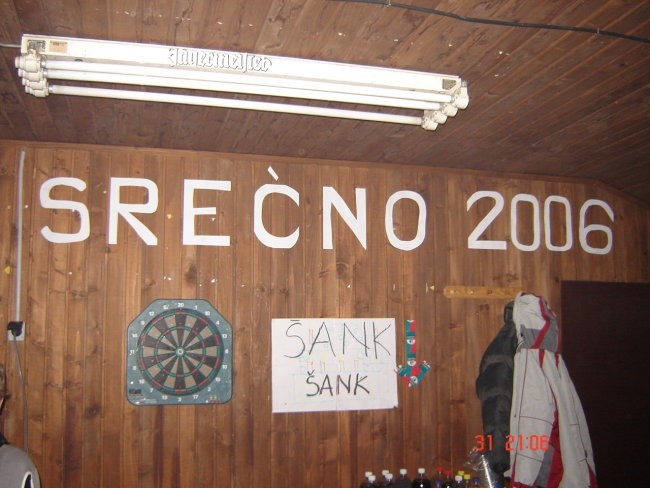 Jägermeister
SREČNO 2006
ŠANK
ŠANK
31 21:06